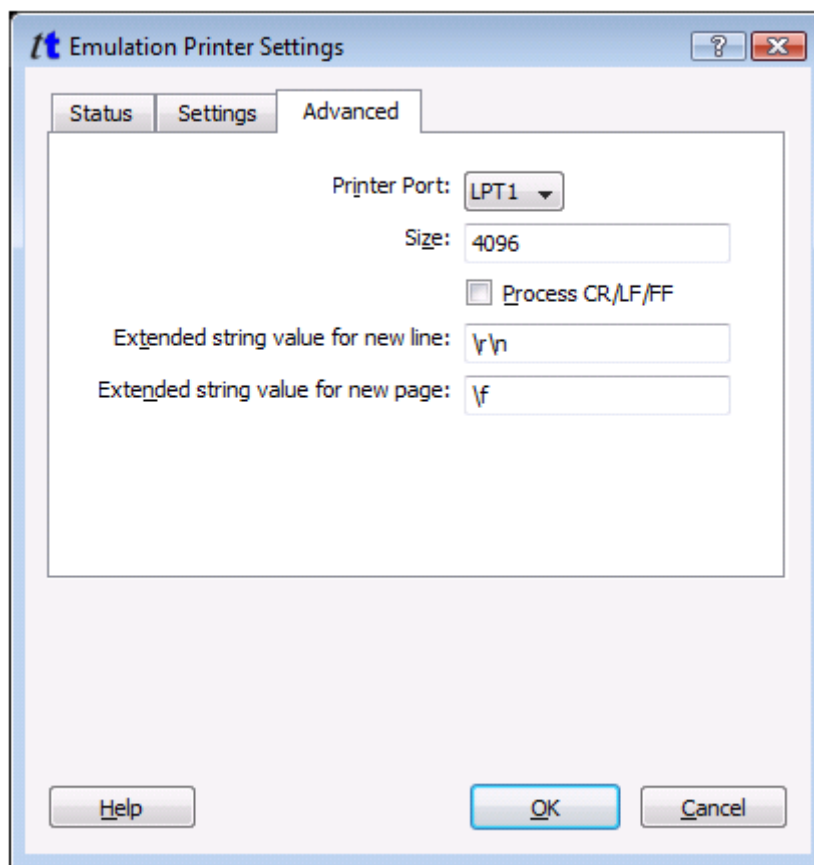 tt Emulation Printer Settings
?
Status Settings Advanced
Printer Port: LPT1
Size: 4096
Process CR/LF/FF
Extended string value for new line: \r\n
Extended string value for new page: \f
Help OK Cancel